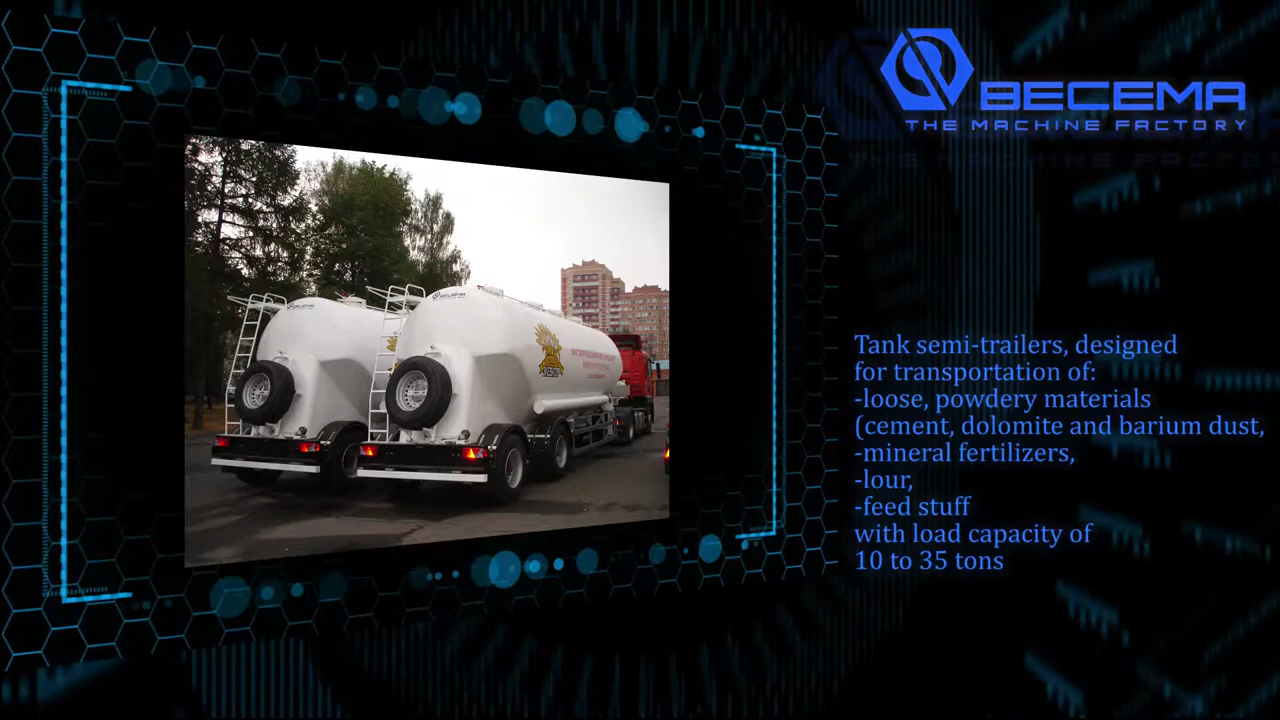 BECEMA
THE MACHINE FACTORY
Tank semi-trailers, designed
for transportation of:
-loose, powdery materials
(cement, dolomite and barium dust,
-mineral fertilizers,
-lour,
-feed stuff
with load capacity of
10 to 35 tons